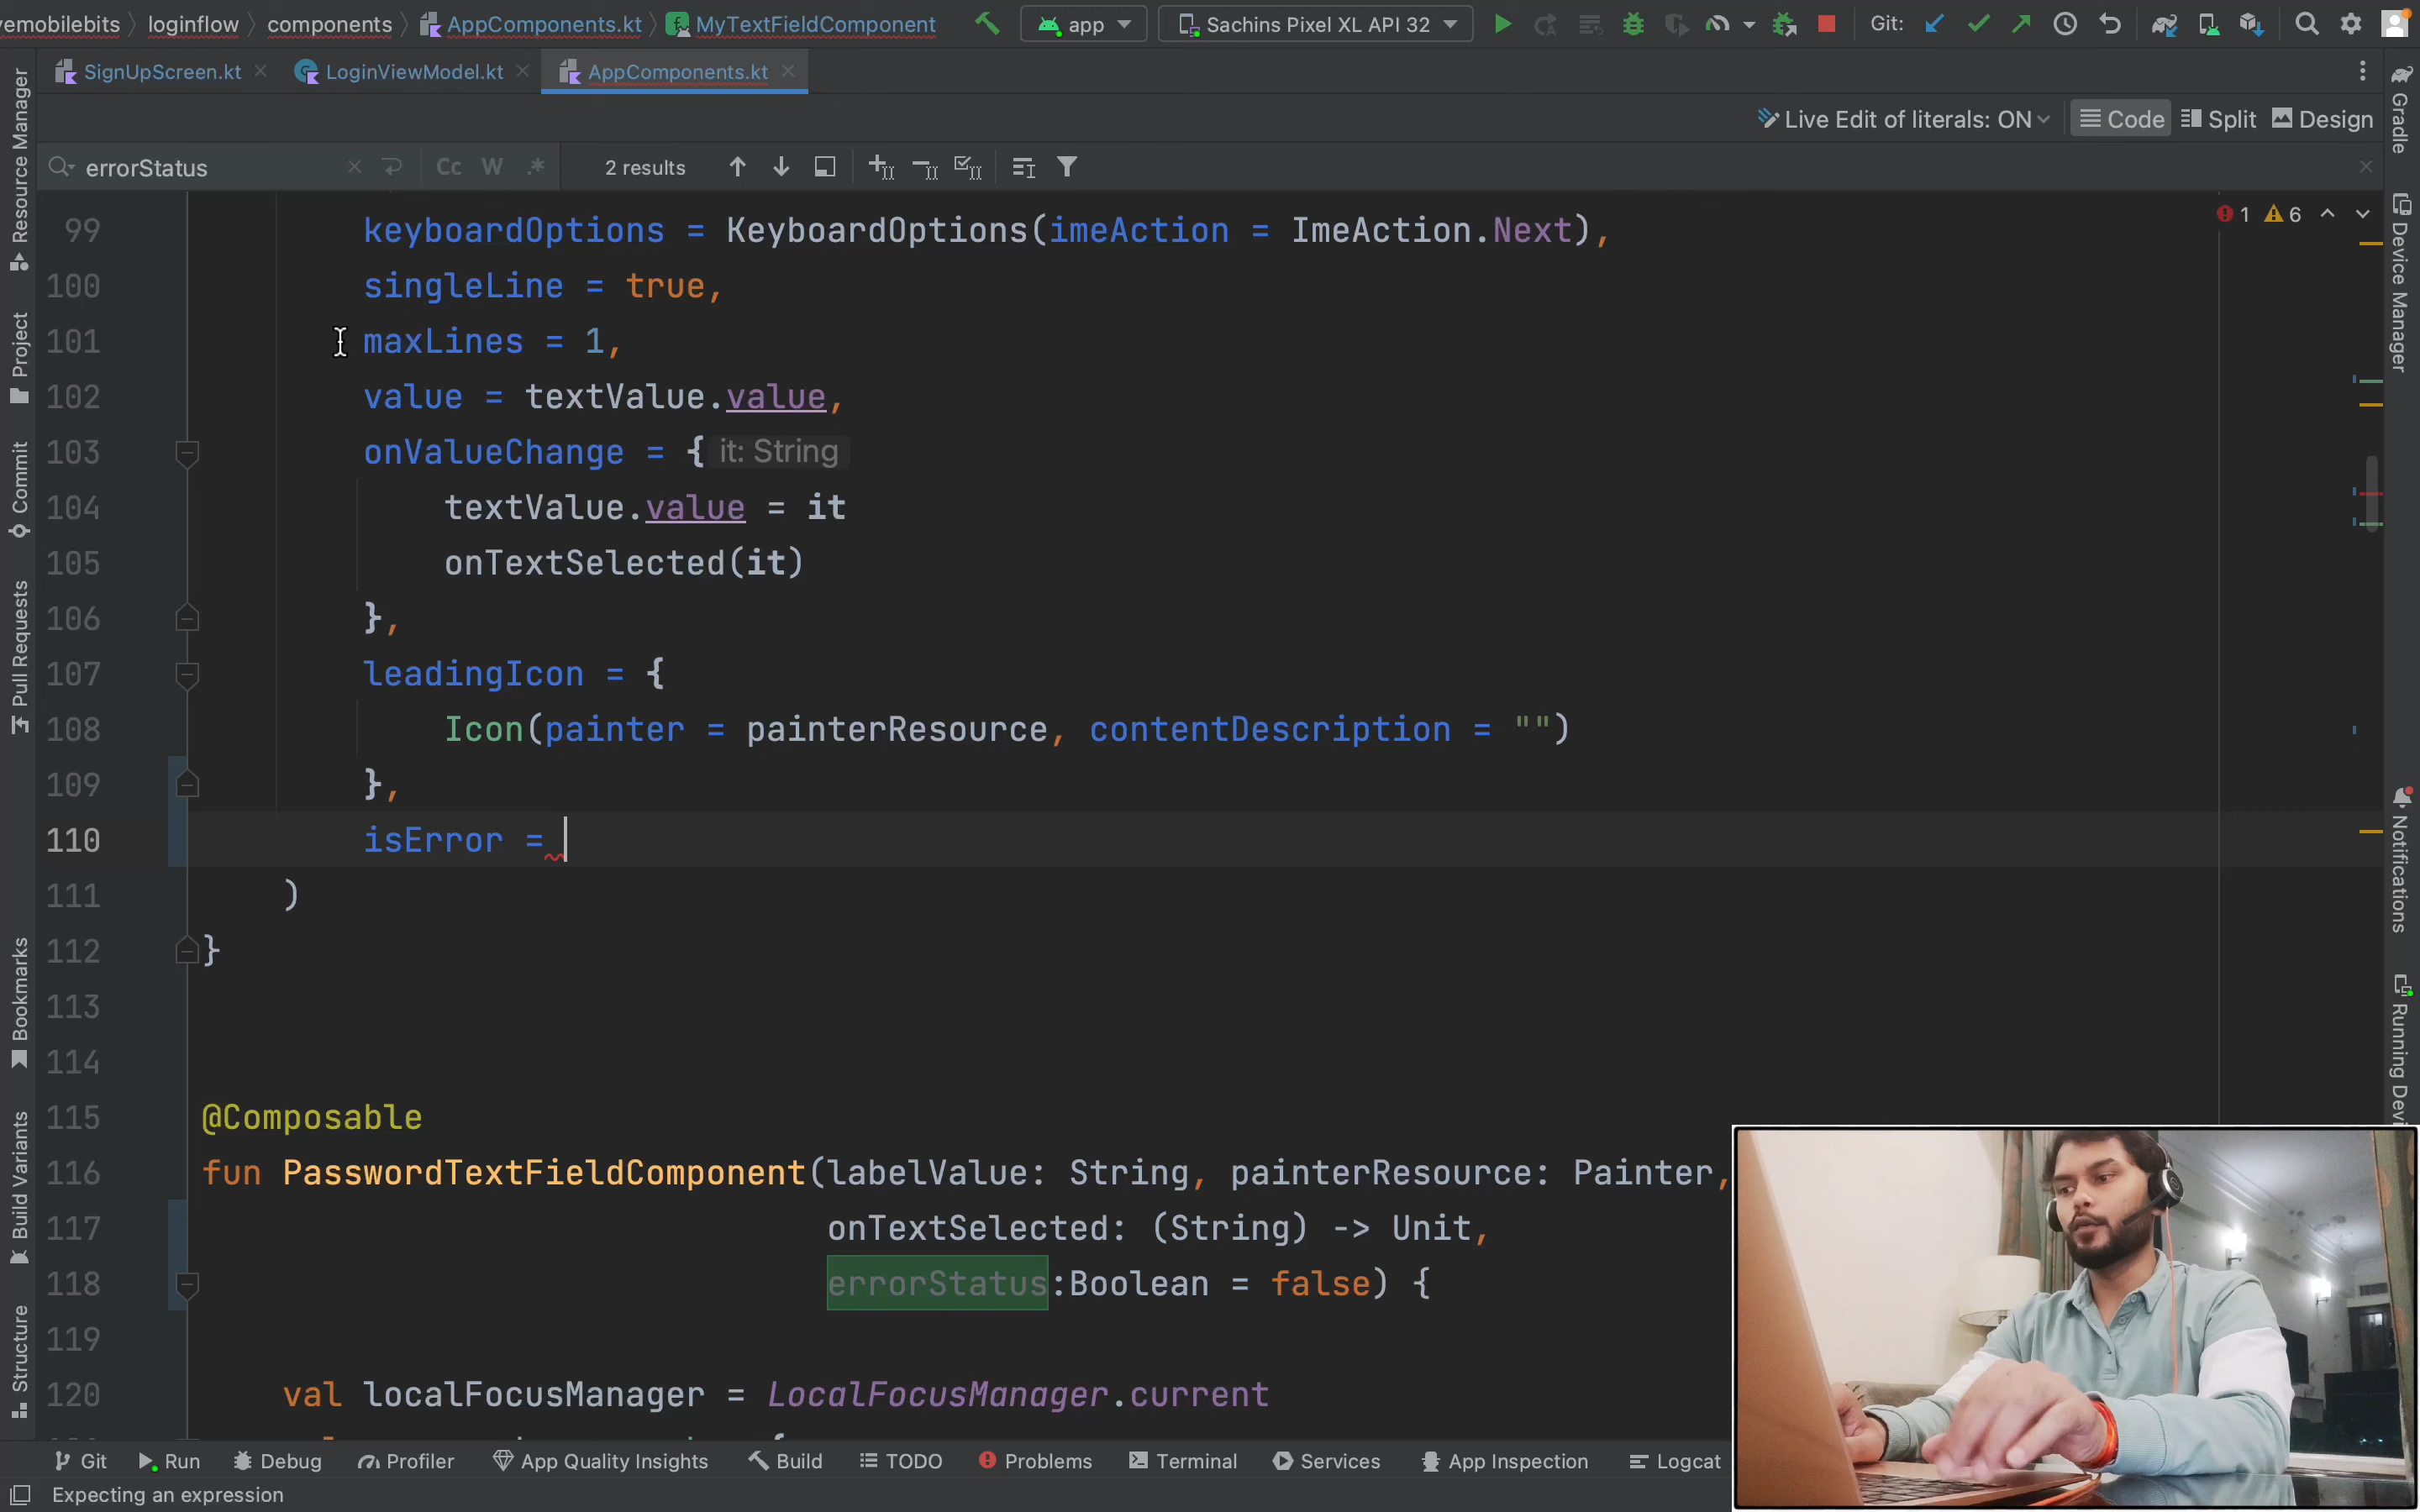 yemobilebits loginflow components AppComponents.kt MyTextFieldComponent app Sachins Pixel XL API 32 Git:
SignUpScreen.kt LoginViewModel.kt AppComponents.kt
Live Edit of literals: ON Code Split Design
errorStatus Cc W .* 2 results
1 6
99 keyboardOptions = KeyboardOptions(imeAction = ImeAction.Next),
100 singleLine = true,
101 maxLines = 1,
102 value = textValue.value,
103 onValueChange = { it: String
104 textValue.value = it
105 onTextSelected(it)
106 },
107 leadingIcon = {
108 Icon(painter = painterResource, contentDescription = "")
109 },
110 isError =
111 )
112 }
113
114
115 @Composable
116 fun PasswordTextFieldComponent(labelValue: String, painterResource: Painter,
117 onTextSelected: (String) -> Unit,
118 errorStatus:Boolean = false) {
119
120 val localFocusManager = LocalFocusManager.current
Resource Manager
Project
Commit
Pull Requests
Bookmarks
Build Variants
Structure
Gradle
Device Manager
Notifications
Running Devi
Git Run Debug Profiler App Quality Insights Build TODO Problems Terminal Services App Inspection Logcat
Expecting an expression